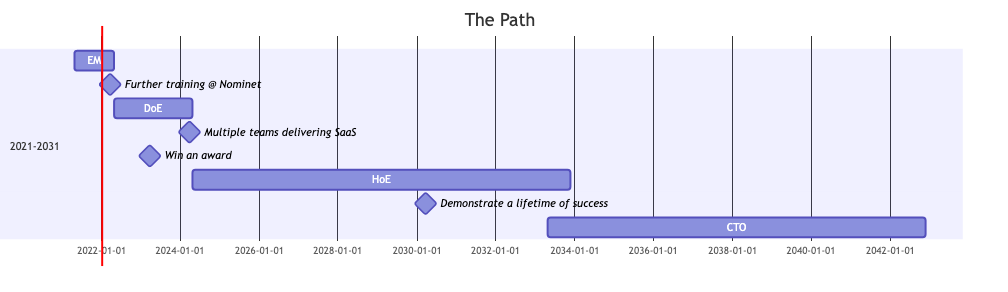 The Path
EM
Further training @ Nominet
DoE
Multiple teams delivering SaaS
2021-2031
Win an award
HoE
Demonstrate a lifetime of success
CTO
2022-01-01 2024-01-01 2026-01-01 2028-01-01 2030-01-01 2032-01-01 2034-01-01 2036-01-01 2038-01-01 2040-01-01 2042-01-01